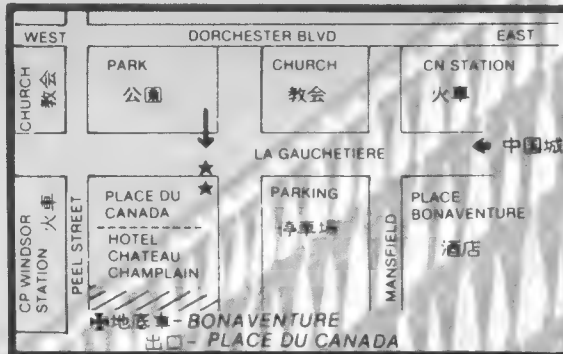 WEST DORCHESTER BLVD EAST
CHURCH
教会
PARK
公園
CHURCH
教会
CN STATION
火車
LA GAUCHETIÈRE
中国城
CP WINDSOR
STATION 火車
PEEL STREET
PLACE DU
CANADA
HOTEL
CHATEAU
CHAMPLAIN
PARKING
停車場
MANSFIELD
PLACE
BONAVENTURE
酒店
地底車 - BONAVENTURE
出口 - PLACE DU CANADA